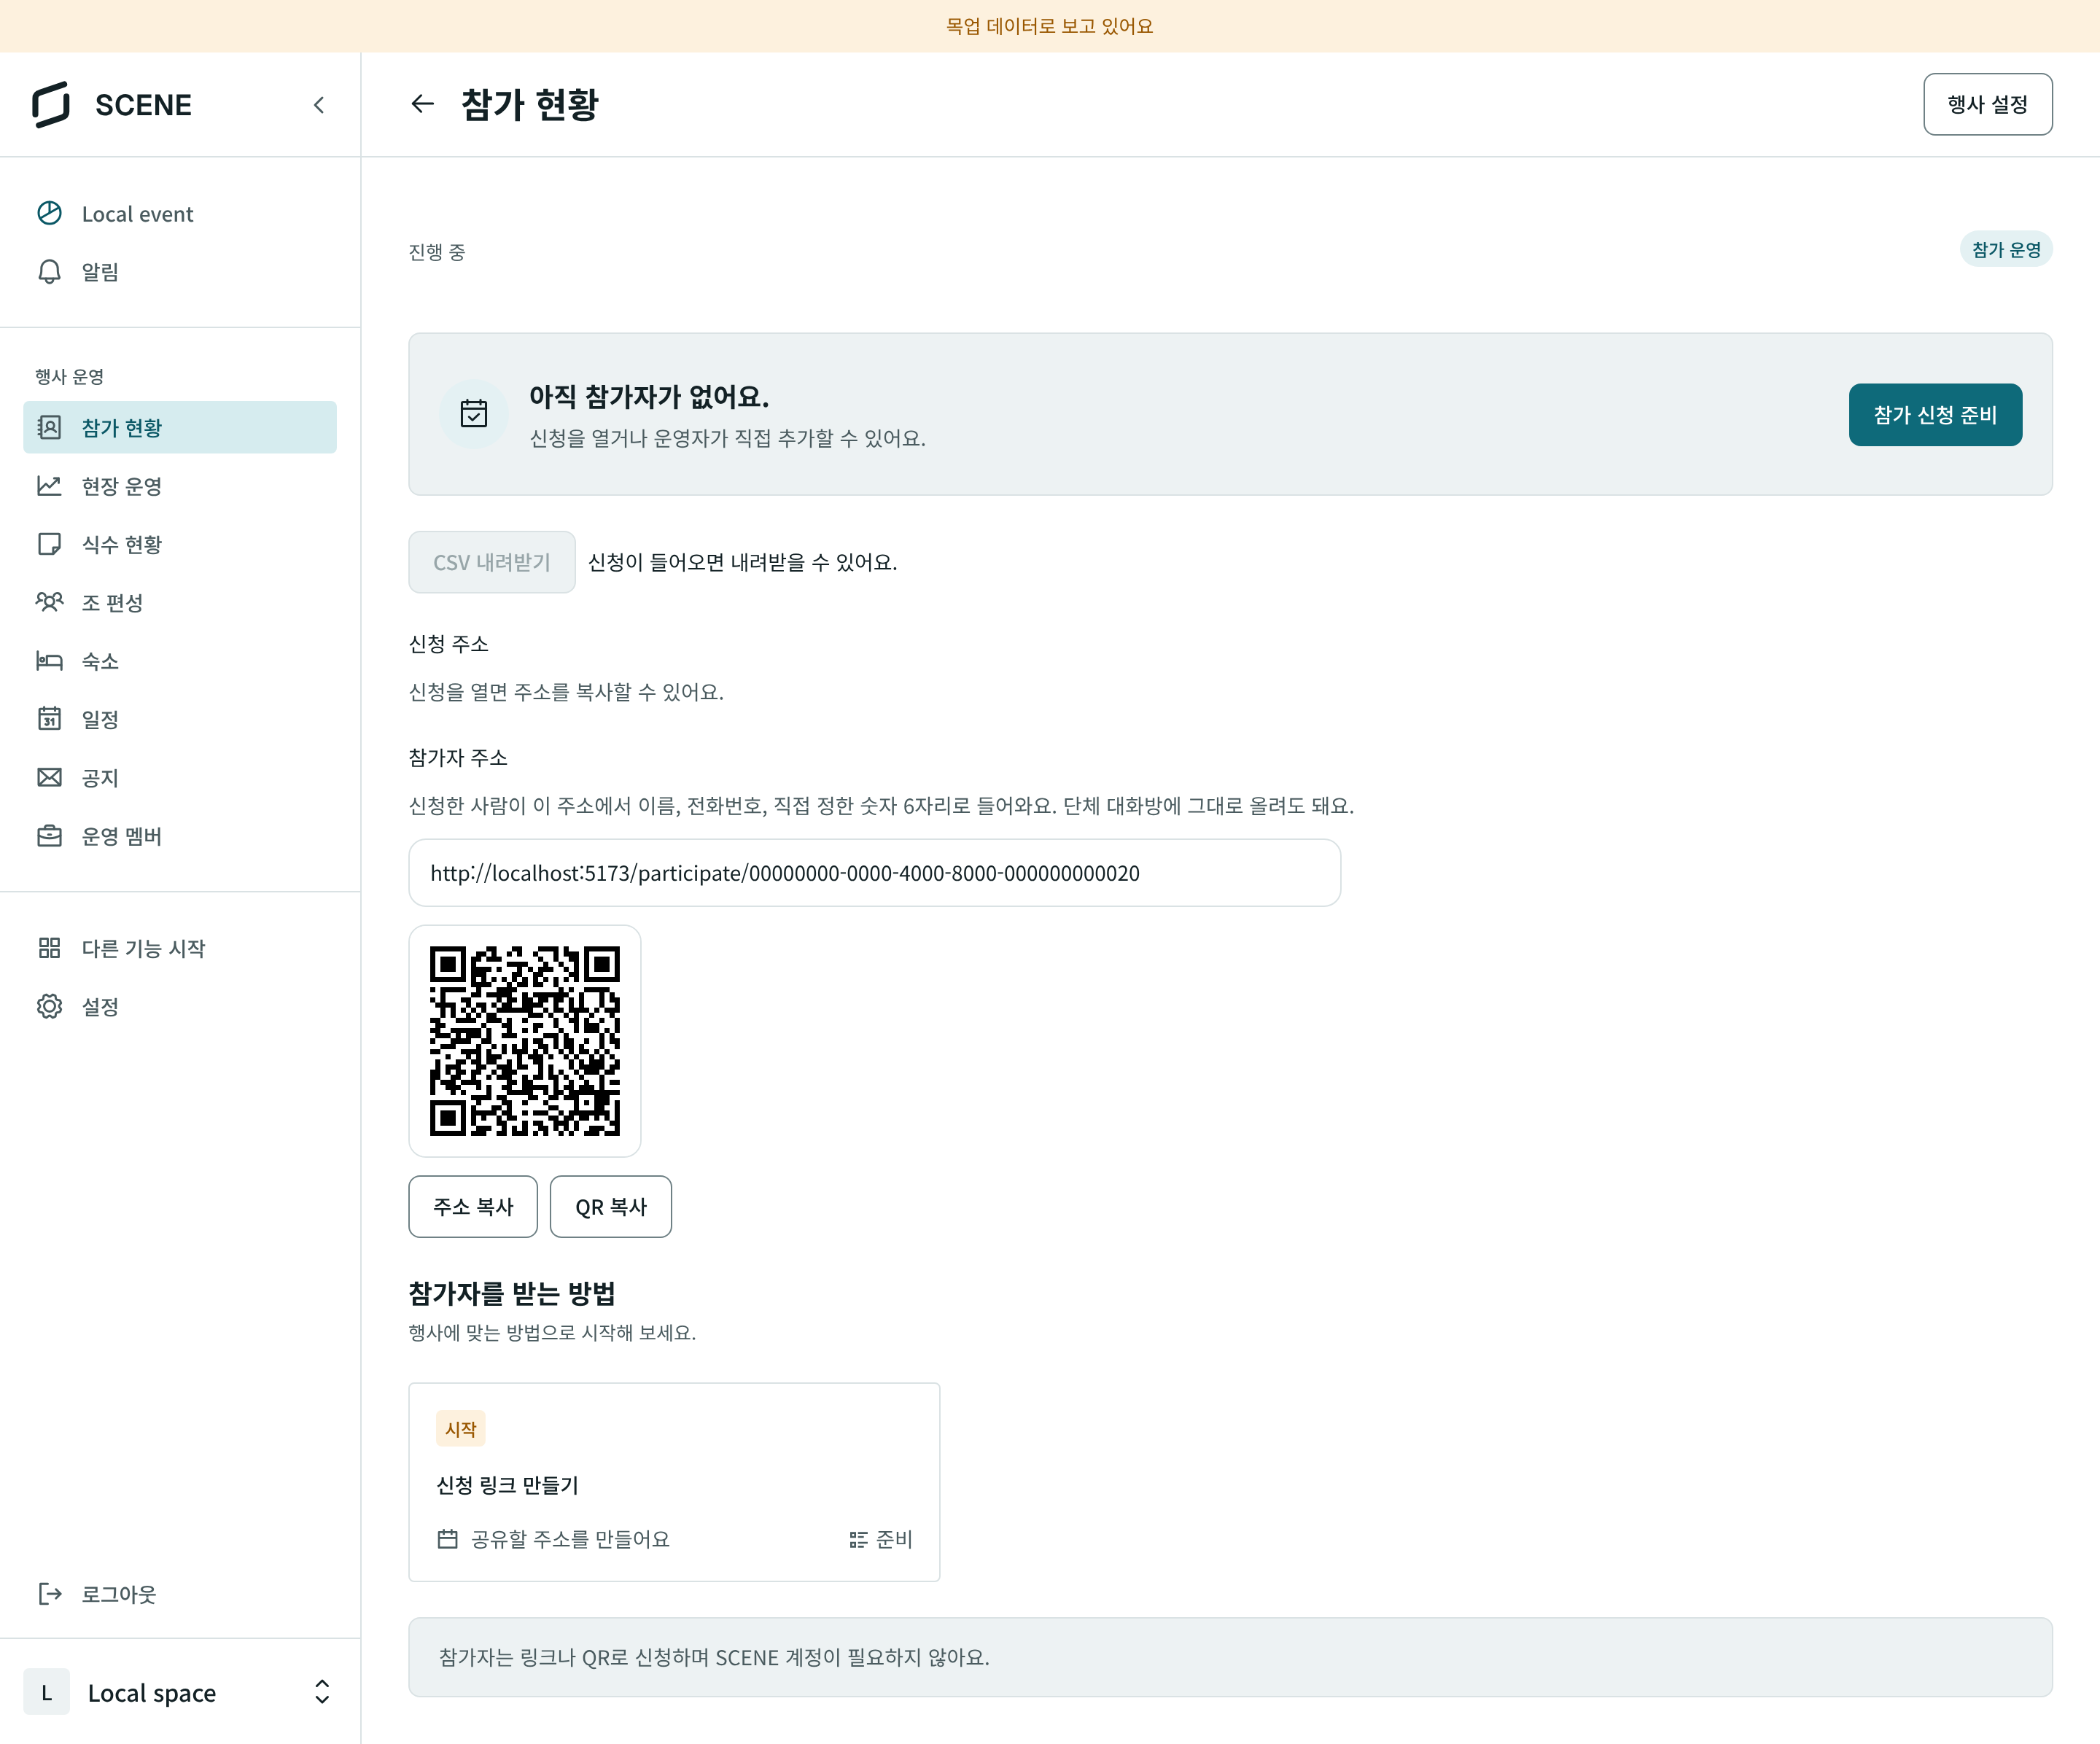 목업 데이터로 보고 있어요
SCENE
참가 현황
행사 설정
Local event
알림
진행 중
참가 운영
행사 운영
참가 현황
현장 운영
식수 현황
조 편성
숙소
31
일정
공지
운영 멤버
다른 기능 시작
설정
로그아웃
L
Local space
아직 참가자가 없어요.
신청을 열거나 운영자가 직접 추가할 수 있어요.
참가 신청 준비
CSV 내려받기
신청이 들어오면 내려받을 수 있어요.
신청 주소
신청을 열면 주소를 복사할 수 있어요.
참가자 주소
신청한 사람이 이 주소에서 이름, 전화번호, 직접 정한 숫자 6자리로 들어와요. 단체 대화방에 그대로 올려도 돼요.
http://localhost:5173/participate/00000000-0000-4000-8000-000000000020
주소 복사
QR 복사
참가자를 받는 방법
행사에 맞는 방법으로 시작해 보세요.
시작
신청 링크 만들기
공유할 주소를 만들어요
준비
참가자는 링크나 QR로 신청하며 SCENE 계정이 필요하지 않아요.